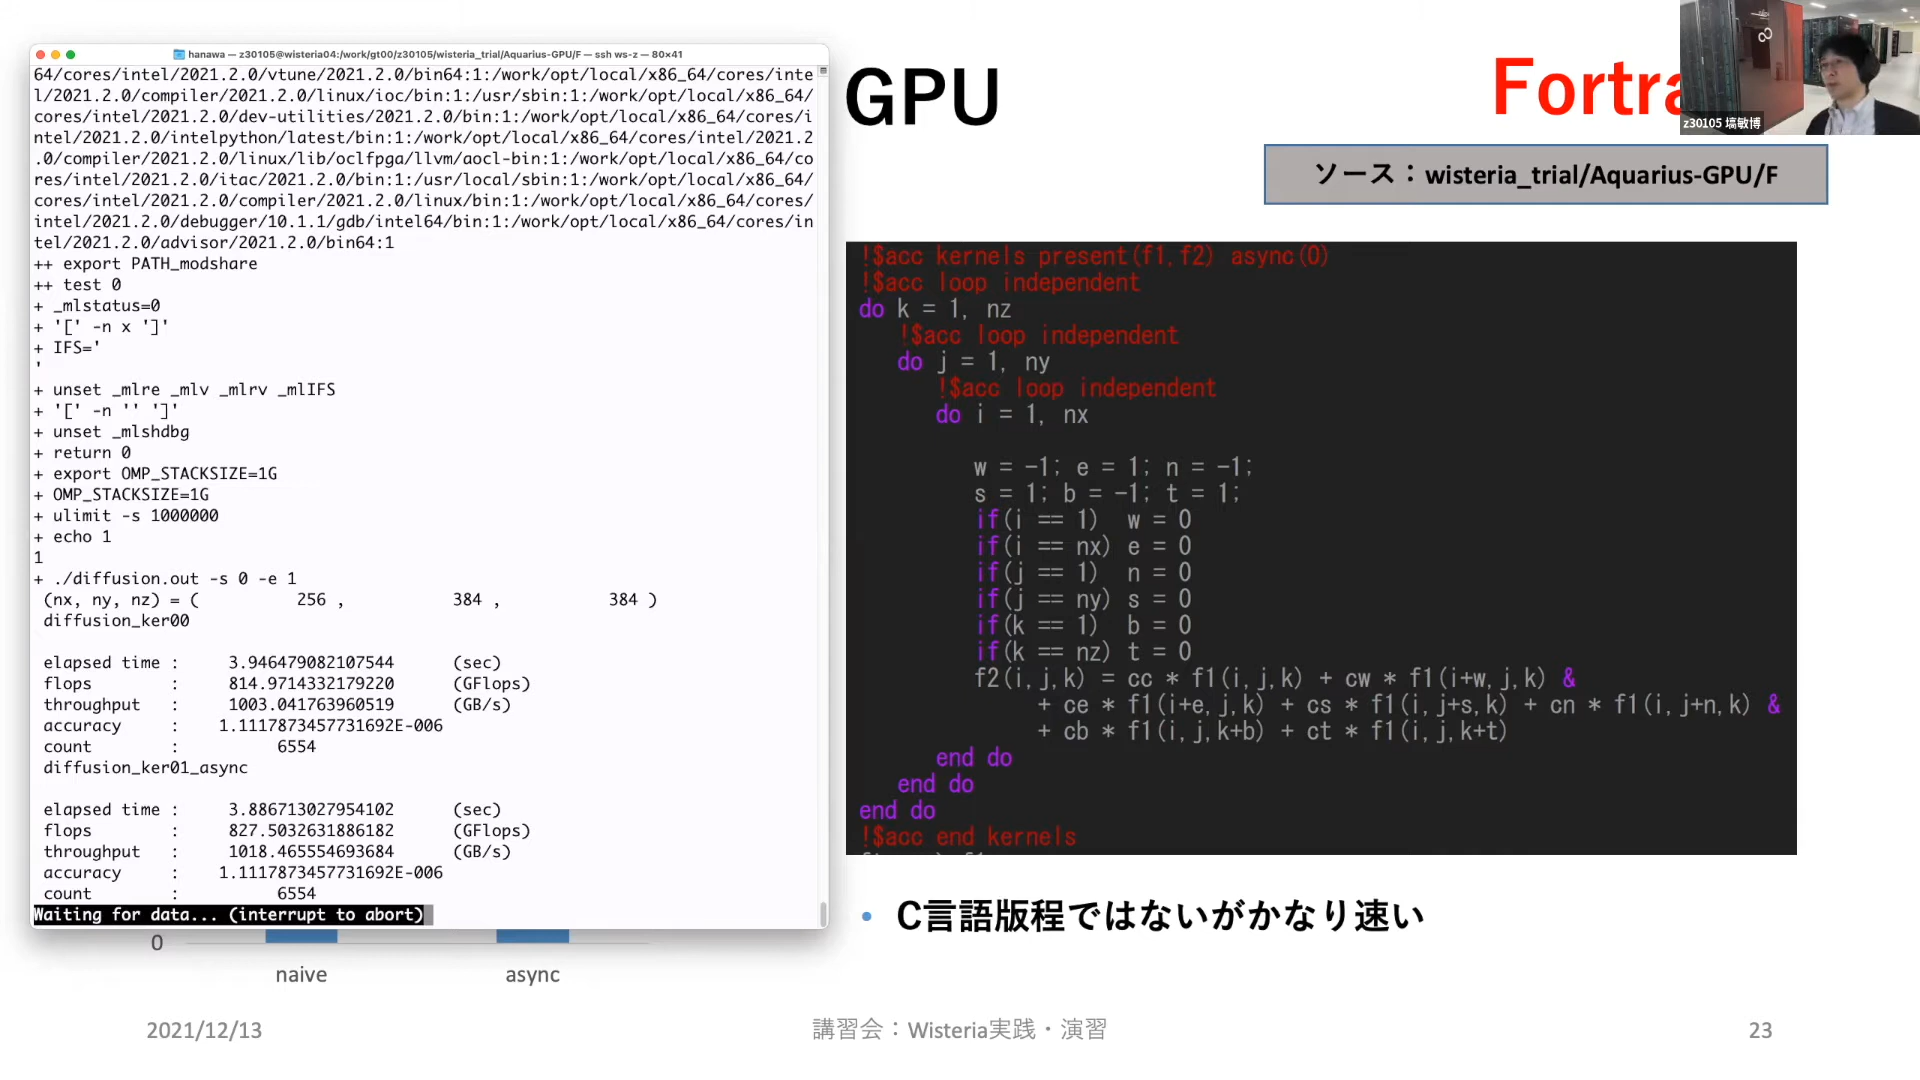 hanawa — z30105@wisteria04:/work/gt00/z30105/wisteria_trial/Aquarius-GPU/F — ssh ws-z — 80×41
64/cores/intel/2021.2.0/vtune/2021.2.0/bin64:1:/work/opt/local/x86_64/cores/inte
l/2021.2.0/compiler/2021.2.0/linux/ioc/bin:1:/usr/sbin:1:/work/opt/local/x86_64/
cores/intel/2021.2.0/dev-utilities/2021.2.0/bin:1:/work/opt/local/x86_64/cores/i
ntel/2021.2.0/intelpython/latest/bin:1:/work/opt/local/x86_64/cores/intel/2021.2
.0/compiler/2021.2.0/linux/lib/oclfpga/llvm/aocl-bin:1:/work/opt/local/x86_64/co
res/intel/2021.2.0/itac/2021.2.0/bin:1:/usr/local/sbin:1:/work/opt/local/x86_64/
cores/intel/2021.2.0/compiler/2021.2.0/linux/bin:1:/work/opt/local/x86_64/cores/
intel/2021.2.0/debugger/10.1.1/gdb/intel64/bin:1:/work/opt/local/x86_64/cores/in
tel/2021.2.0/advisor/2021.2.0/bin64:1
++ export PATH_modshare
++ test 0
+ _mlstatus=0
+ '[' -n x ']'
+ IFS='
'
+ unset _mlre _mlv _mlrv _mlIFS
+ '[' -n '' ']'
+ unset _mlshdbg
+ return 0
+ export OMP_STACKSIZE=1G
+ OMP_STACKSIZE=1G
+ ulimit -s 1000000
+ echo 1
1
+ ./diffusion.out -s 0 -e 1
(nx, ny, nz) = ( 256 , 384 , 384 )
diffusion_ker00
elapsed time : 3.946479082107544 (sec)
flops : 814.9714332179220 (GFlops)
throughput : 1003.041763960519 (GB/s)
accuracy : 1.1117873457731692E-006
count : 6554
diffusion_ker01_async
elapsed time : 3.886713027954102 (sec)
flops : 827.5032631886182 (GFlops)
throughput : 1018.465554693684 (GB/s)
accuracy : 1.1117873457731692E-006
count : 6554
Waiting for data... (interrupt to abort)
0
naive async
GPU
Fortra
z30105 塙敏博
ソース：wisteria_trial/Aquarius-GPU/F
!$acc kernels present(f1,f2) async(0)
!$acc loop independent
do k = 1, nz
!$acc loop independent
do j = 1, ny
!$acc loop independent
do i = 1, nx
w = -1; e = 1; n = -1;
s = 1; b = -1; t = 1;
if(i == 1) w = 0
if(i == nx) e = 0
if(j == 1) n = 0
if(j == ny) s = 0
if(k == 1) b = 0
if(k == nz) t = 0
f2(i,j,k) = cc * f1(i,j,k) + cw * f1(i+w,j,k) &
+ ce * f1(i+e,j,k) + cs * f1(i,j+s,k) + cn * f1(i,j+n,k) &
+ cb * f1(i,j,k+b) + ct * f1(i,j,k+t)
end do
end do
end do
!$acc end kernels
• C言語版程ではないがかなり速い
2021/12/13
講習会：Wisteria実践・演習
23